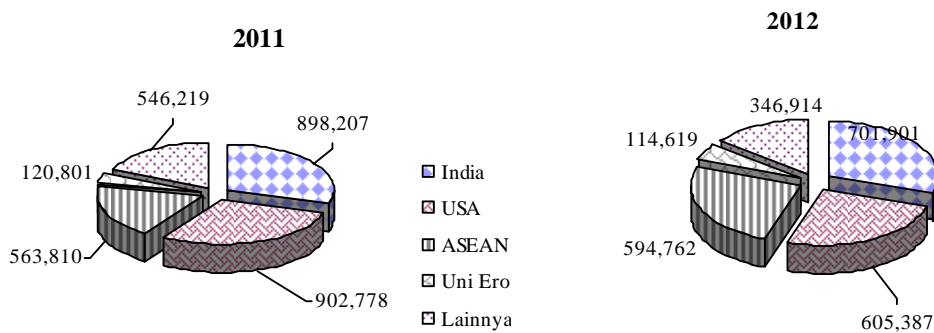 2011
546,219
898,207
120,801
563,810
902,778
India
USA
ASEAN
Uni Ero
Lainnya
2012
346,914
114,619
701,901
594,762
605,387